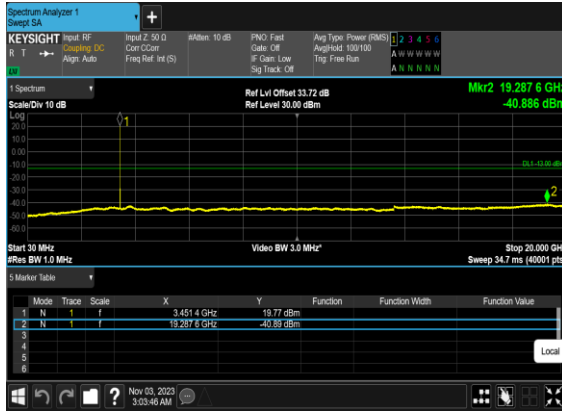 Spectrum Analyzer 1
Swept SA
KEYSIGHT Input: RF Input Z: 50 Ω #Atten: 10 dB PNO: Fast Avg Type: Power (RMS) 1 2 3 4 5 6
R T Coupling: DC Corr CCorr Gate: Off Avg|Hold: 100/100 A W W W W W
Align: Auto Freq Ref: Int (S) IF Gain: Low Trig: Free Run
LU Sig Track: Off A N N N N N
1 Spectrum Ref Lvl Offset 33.72 dB Mkr2 19.287 6 GHz
Scale/Div 10 dB Ref Level 30.00 dBm -40.886 dBm
Log
20.0
10.0
0.00
-10.0
-20.0
-30.0
-40.0
-50.0
-60.0
1
DL1 -13.00 dBm
2
Start 30 MHz Video BW 3.0 MHz* Stop 20.000 GHz
#Res BW 1.0 MHz Sweep 34.7 ms (40001 pts)
5 Marker Table
Mode Trace Scale X Y Function Function Width Function Value
1 N 1 f 3.451 4 GHz 19.77 dBm
2 N 1 f 19.287 6 GHz -40.89 dBm
3
4
5
6
Local
? Nov 03, 2023
3:03:46 AM